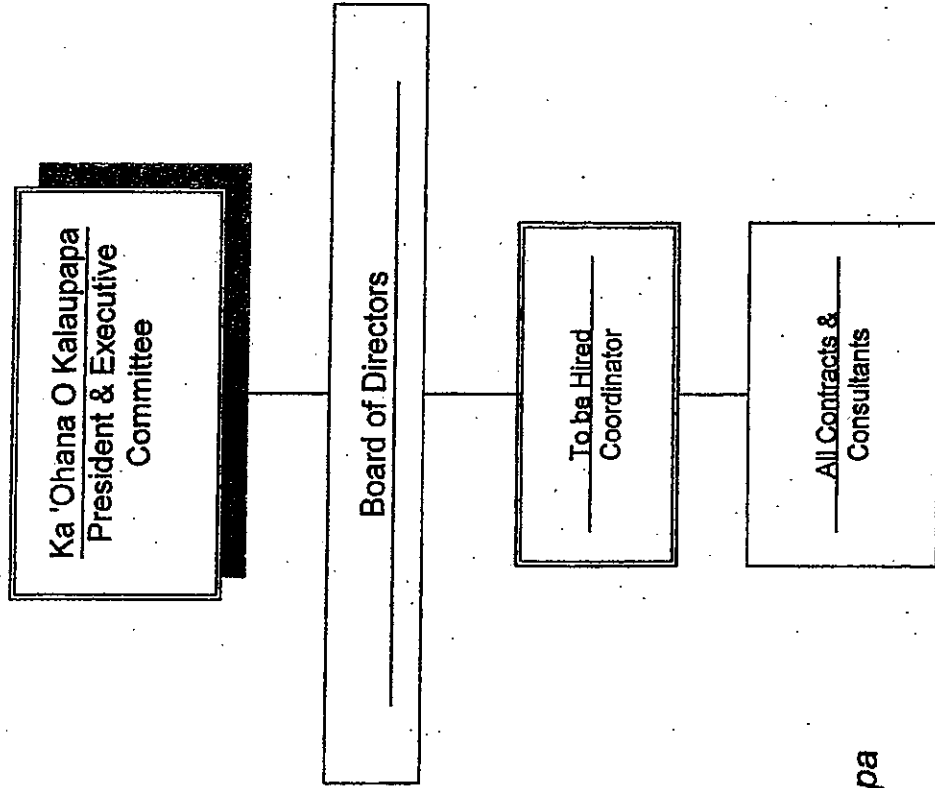 Ka 'Ohana O Kalaupapa
President & Executive
Committee
Board of Directors
To be Hired
Coordinator
All Contracts &
Consultants
pa